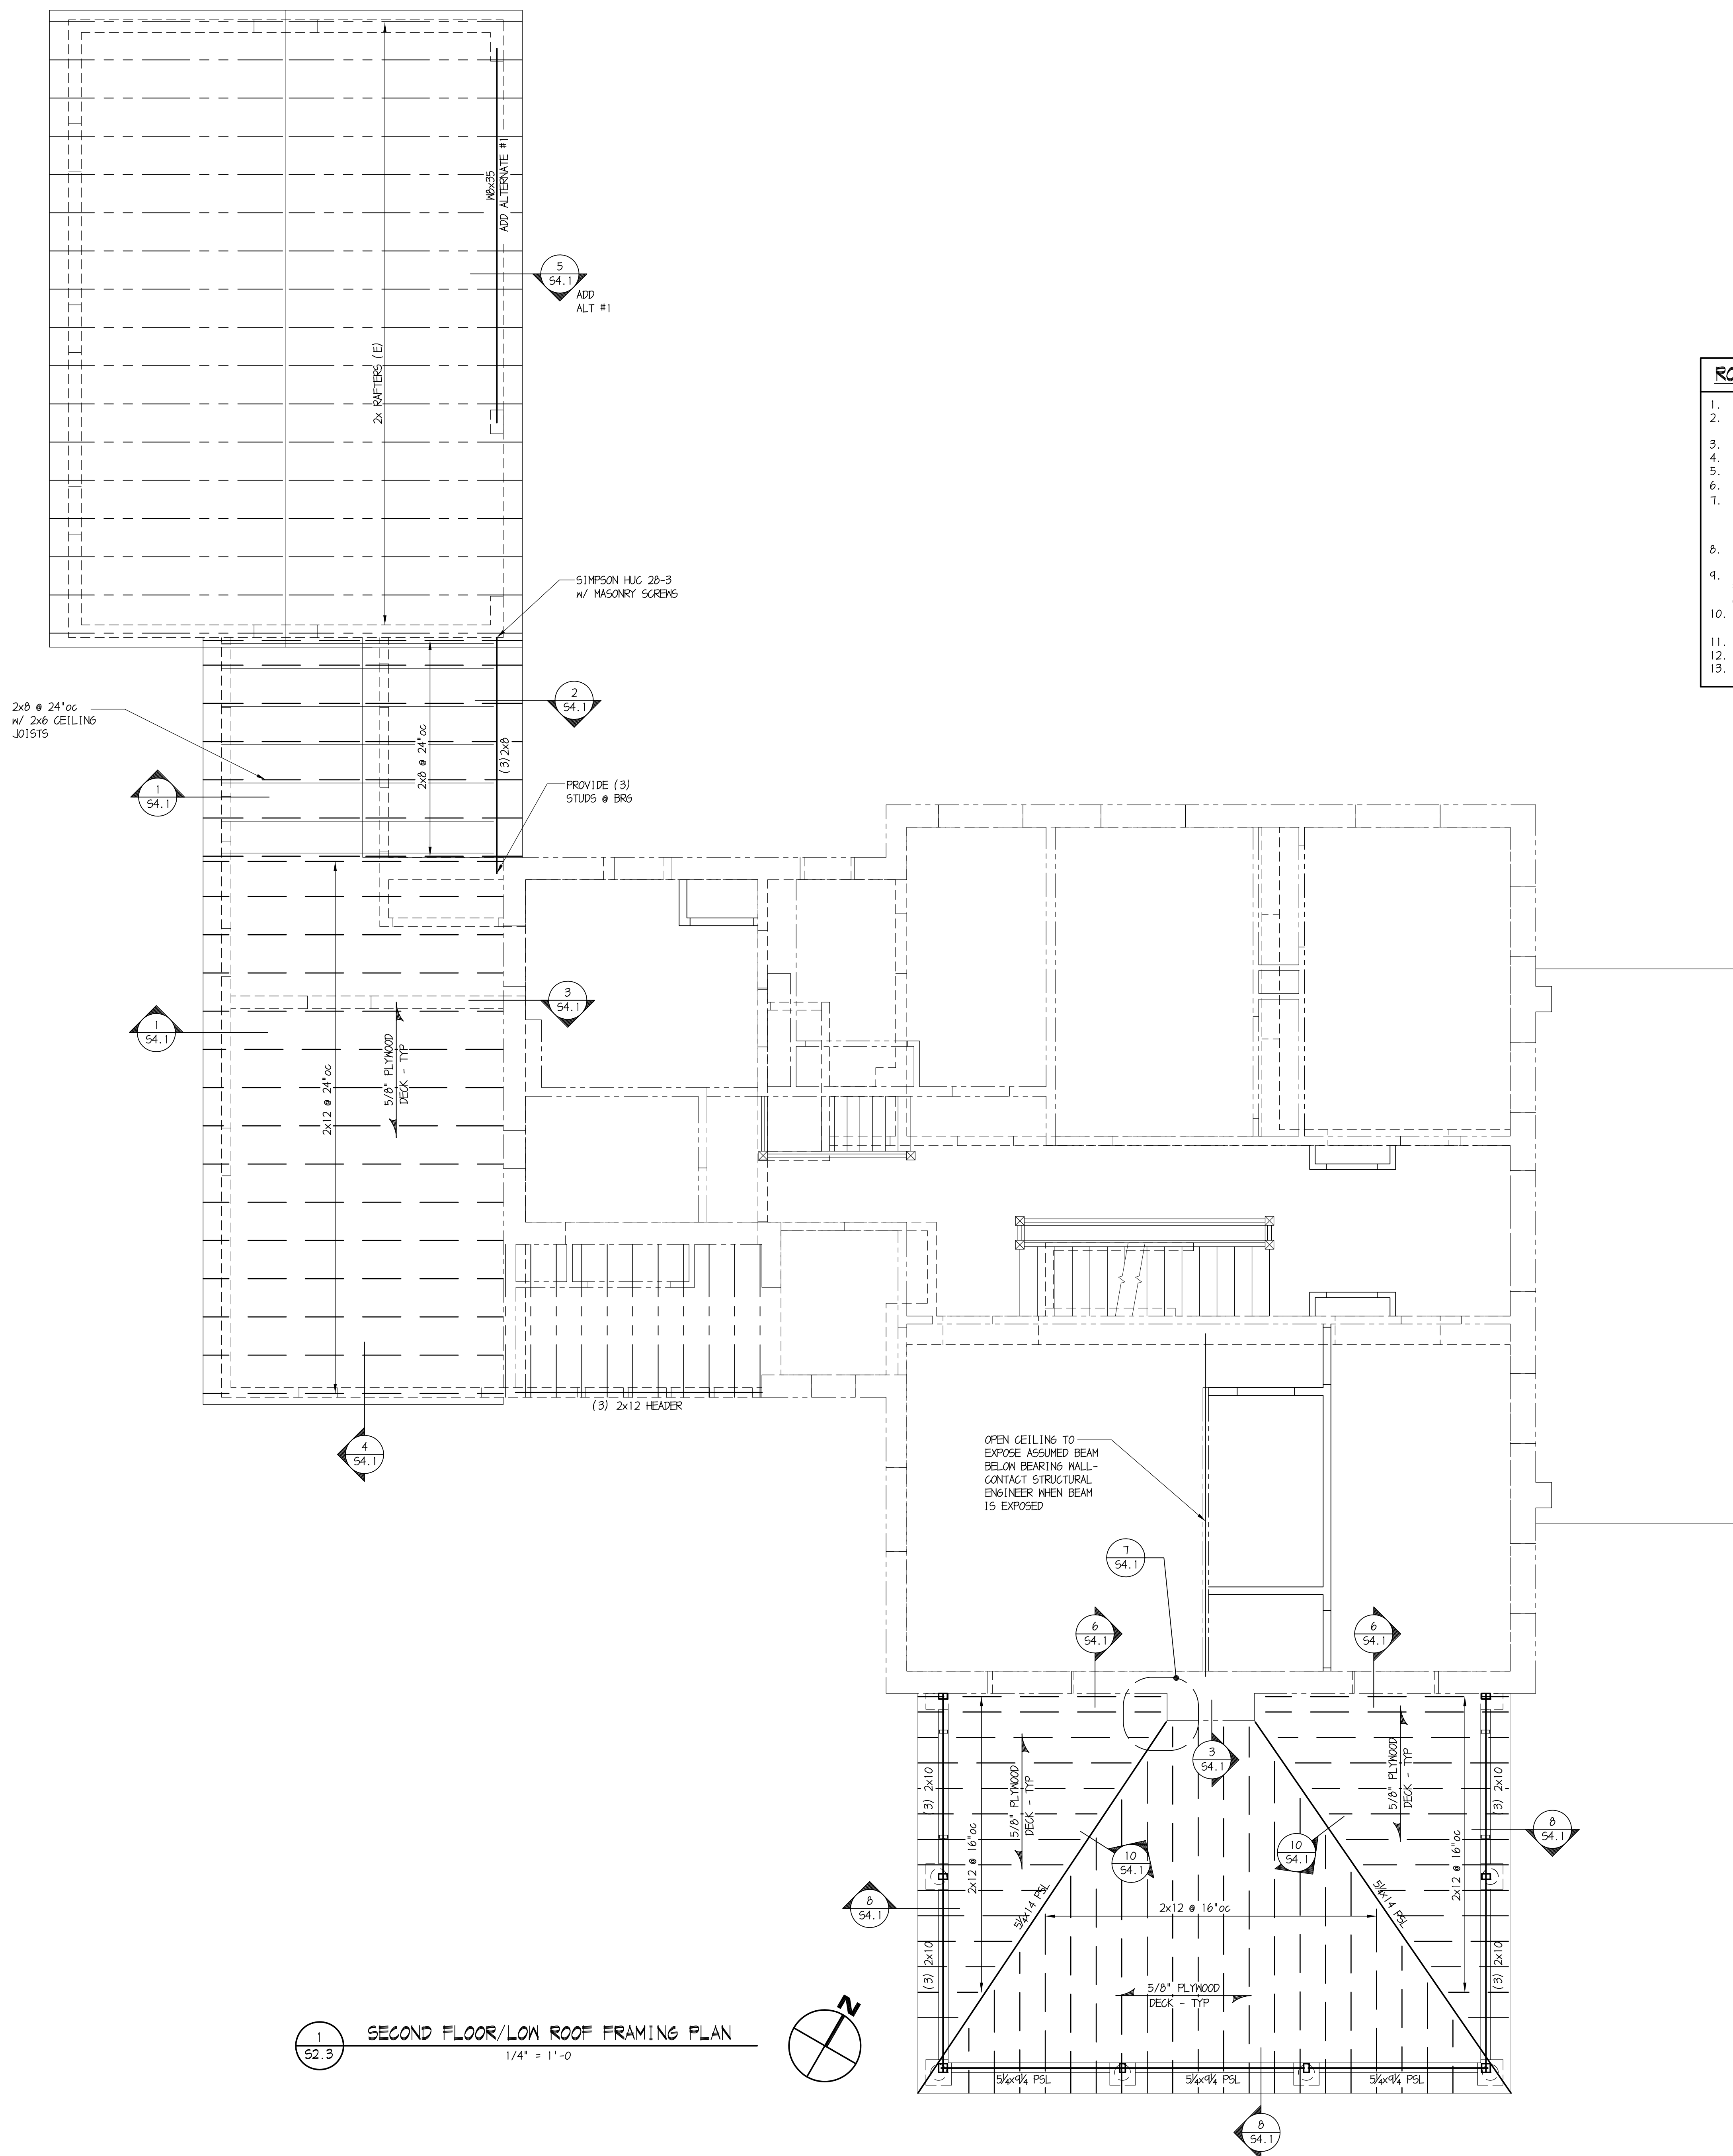 W8x35
ADD ALTERNATE #1
2x RAFTERS (E)
5
S4.1
ADD
ALT #1
1.
2.
3.
4.
5.
6.
7.
8.
9.
10.
11.
12.
13.
SIMPSON HUC 28-3
W/ MASONRY SCREWS
2x8 @ 24"oc
W/ 2x6 CEILING
JOISTS
2
S4.1
2x8 @ 24"oc
(3)2x8
1
S4.1
PROVIDE (3)
STUDS @ BRG
3
S4.1
1
S4.1
5/8" PLYWOOD
DECK - TYP
2x12 @ 24"oc
(3) 2x12 HEADER
4
S4.1
OPEN CEILING TO
EXPOSE ASSUMED BEAM
BELOW BEARING WALL-
CONTACT STRUCTURAL
ENGINEER WHEN BEAM
IS EXPOSED
7
S4.1
6
S4.1
6
S4.1
3
S4.1
(3) 2x10
5/8" PLYWOOD
DECK - TYP
5/8" PLYWOOD
DECK - TYP
(3) 2x10
2x12 @ 16"oc
2x12 @ 16"oc
10
S4.1
10
S4.1
8
S4.1
8
S4.1
5¼x14 PSL
5¼x14 PSL
2x12 @ 16"oc
(3) 2x10
(3) 2x10
5/8" PLYWOOD
DECK - TYP
5¼x9¼ PSL
5¼x9¼ PSL
5¼x9¼ PSL
8
S4.1
1
S2.3
SECOND FLOOR/LOW ROOF FRAMING PLAN
1/4" = 1'-0
N